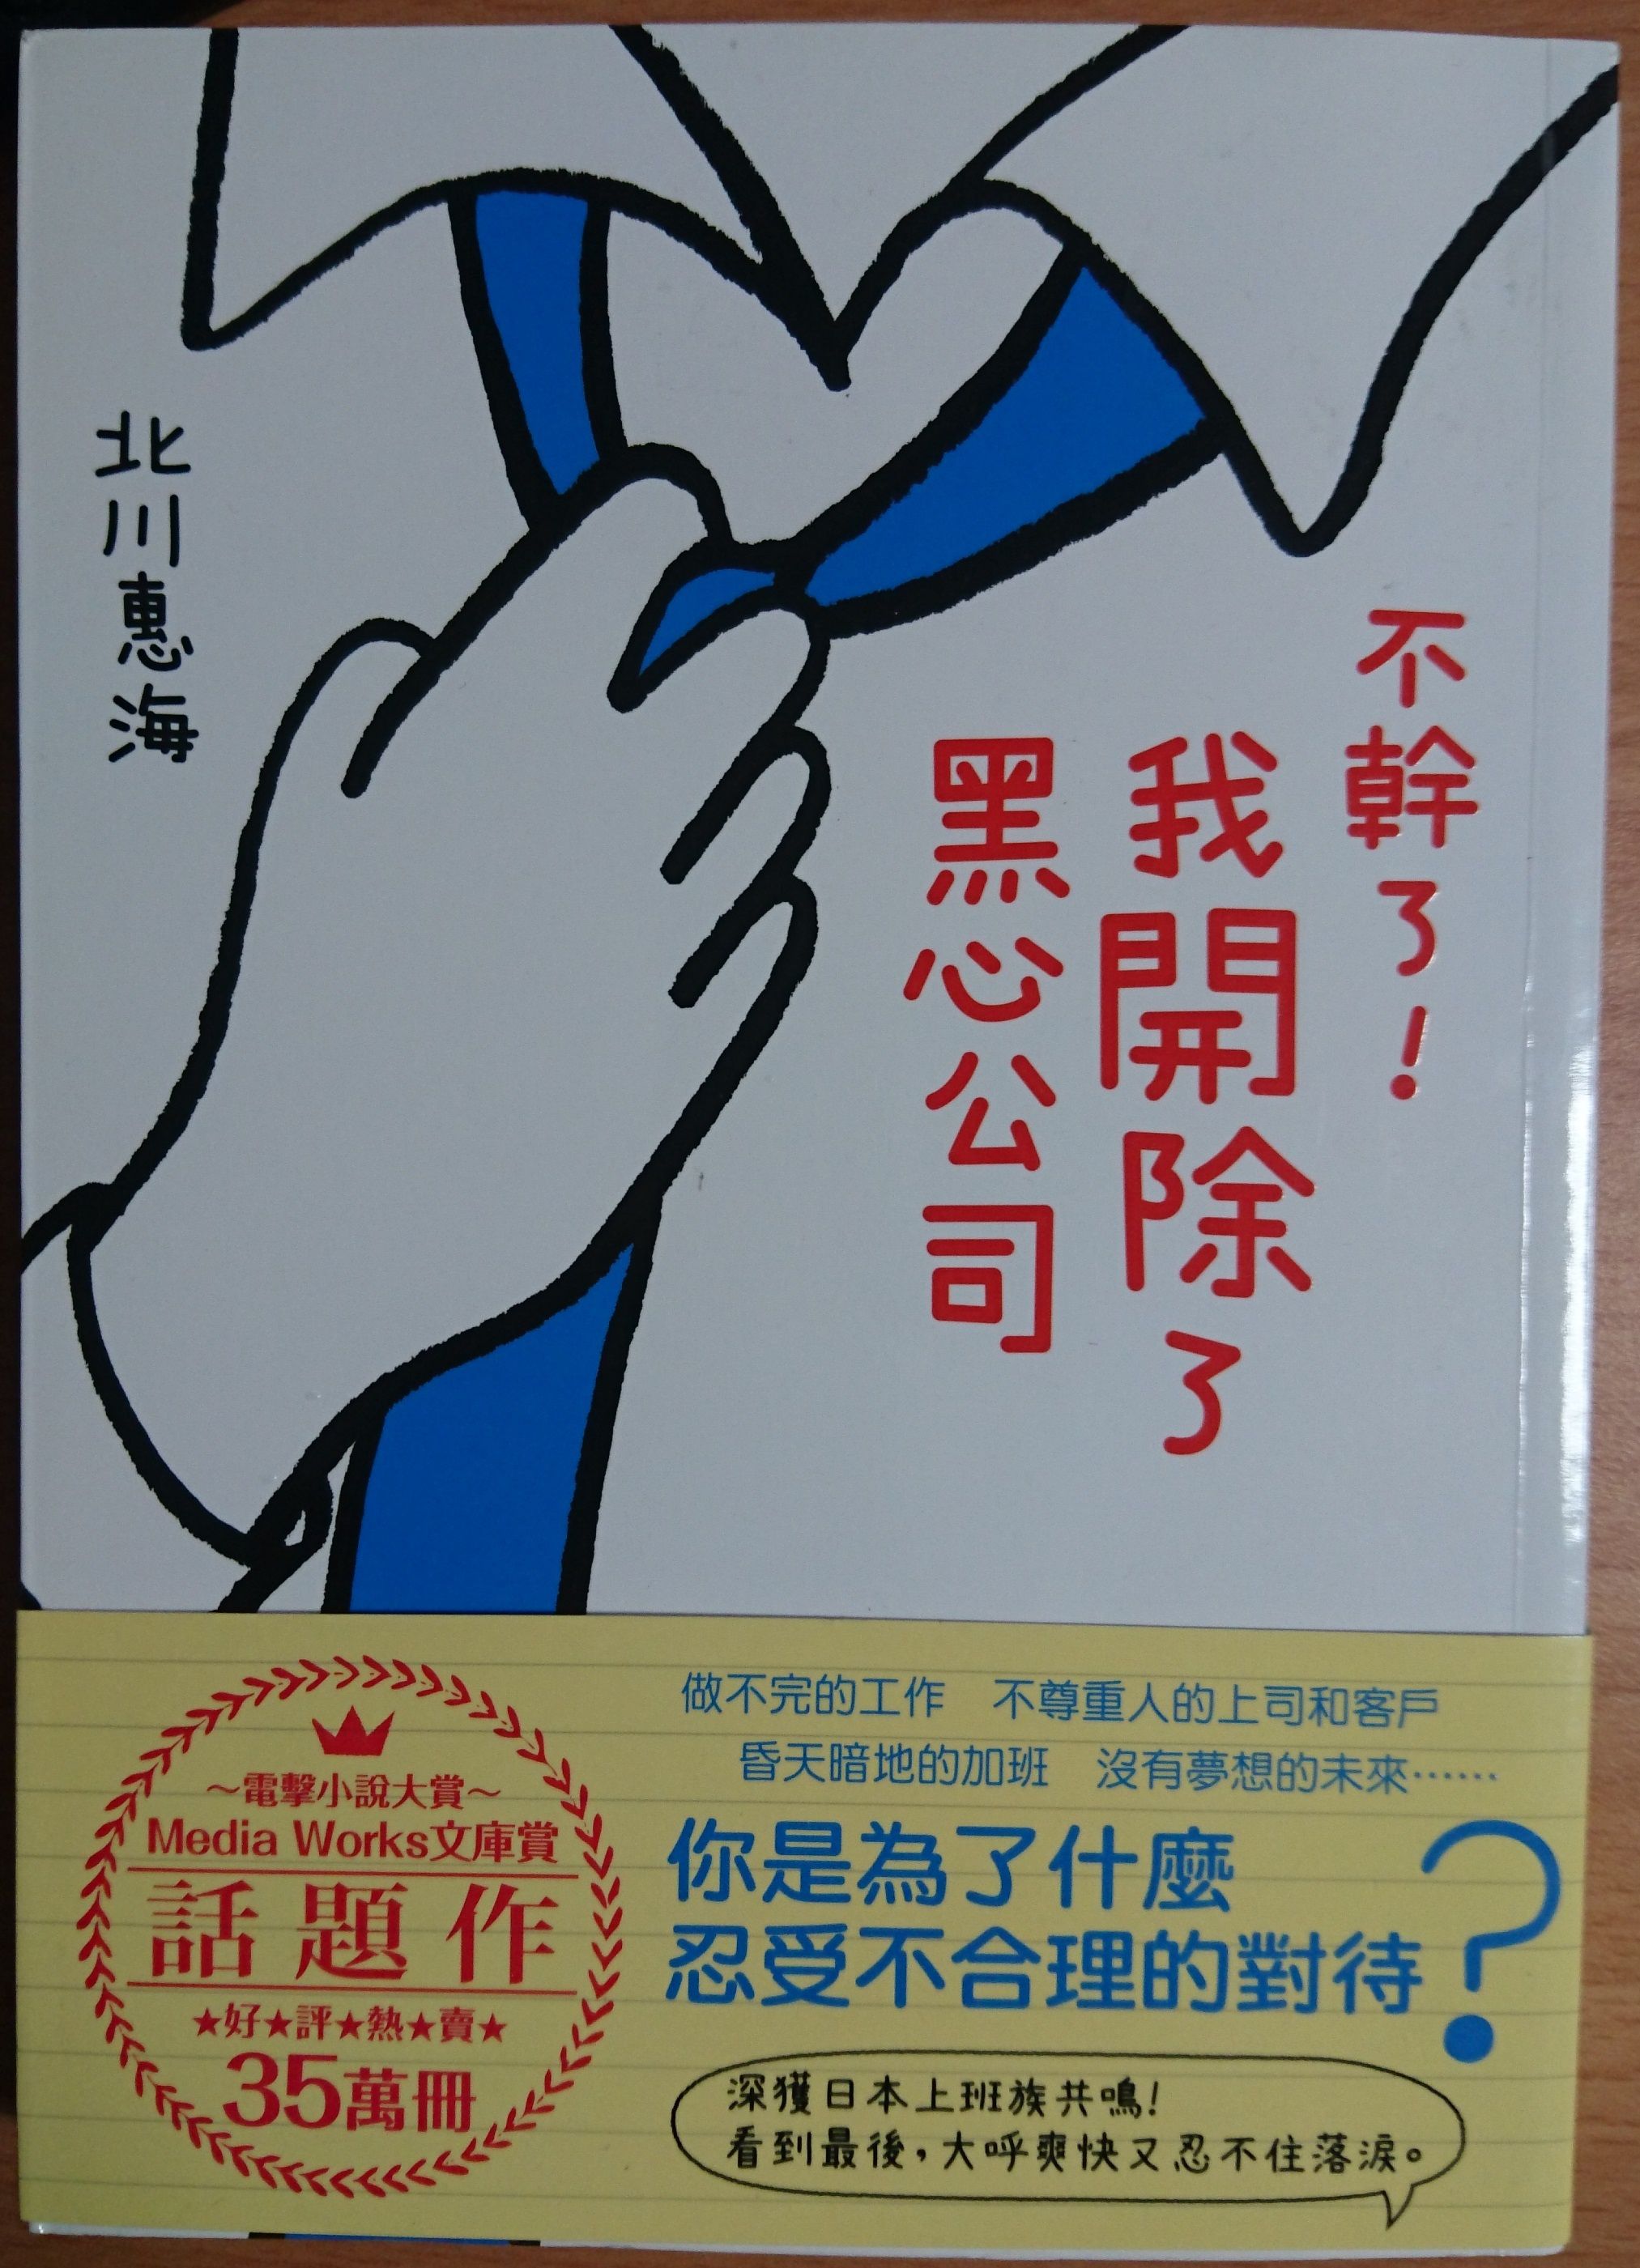 不幹了！
我開除了
黑心公司
北川惠海
做不完的工作　不尊重人的上司和客戶
昏天暗地的加班　沒有夢想的未來……
你是為了什麼
忍受不合理的對待？
深獲日本上班族共鳴！
看到最後，大呼爽快又忍不住落淚。
～電擊小說大賞～
Media Works文庫賞
話題作
★好★評★熱★賣★
35萬冊